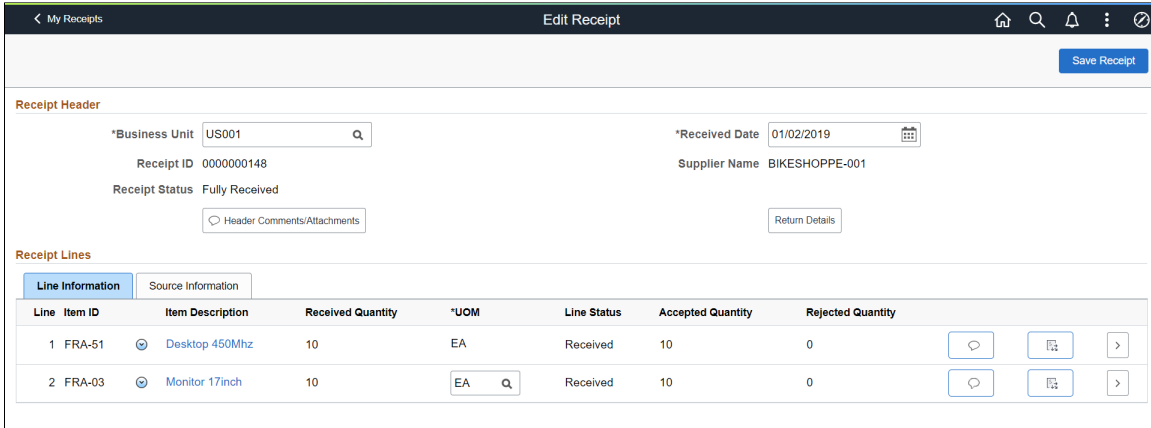 My Receipts Edit Receipt
Save Receipt
Receipt Header
*Business Unit US001 *Received Date 01/02/2019
Receipt ID 0000000148 Supplier Name BIKESHOPPE-001
Receipt Status Fully Received
Header Comments/Attachments Return Details
Receipt Lines
Line Information Source Information
Line Item ID Item Description Received Quantity *UOM Line Status Accepted Quantity Rejected Quantity
1 FRA-51 Desktop 450Mhz 10 EA Received 10 0
2 FRA-03 Monitor 17inch 10 EA Received 10 0